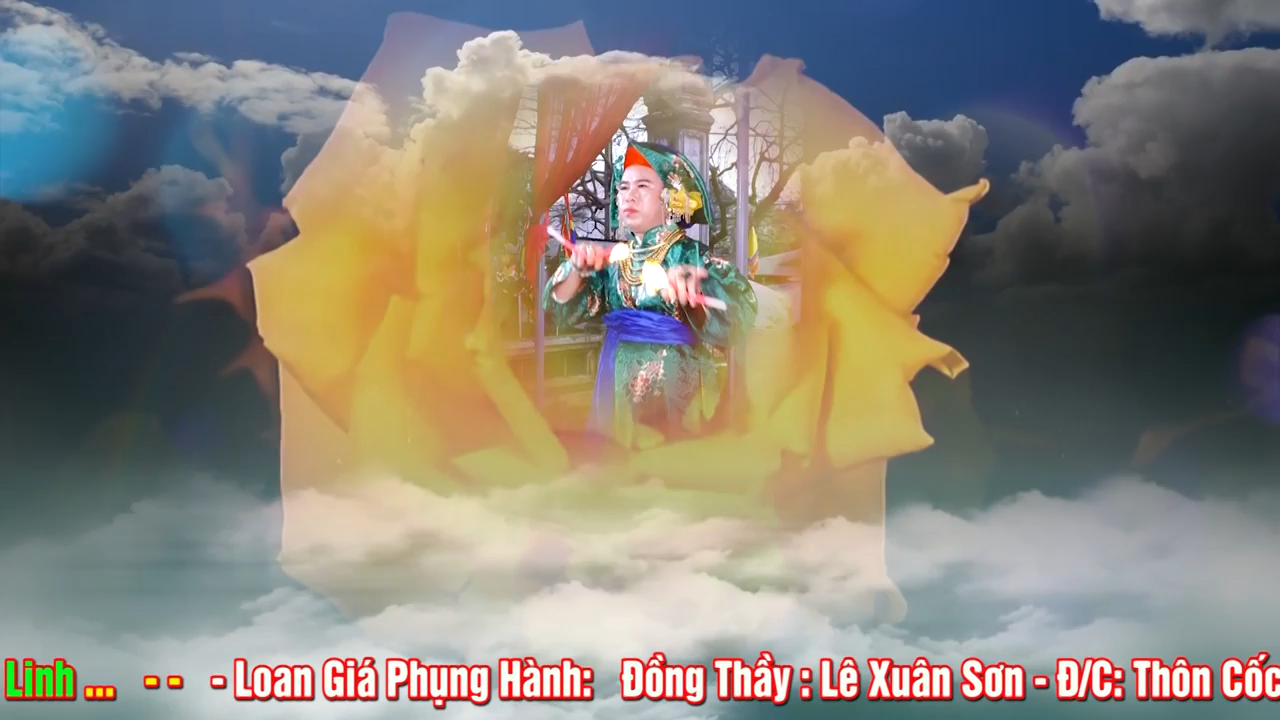 Linh ... - - - Loan Giá Phụng Hành: Đồng Thầy : Lê Xuân Sơn - Đ/C: Thôn Cốc